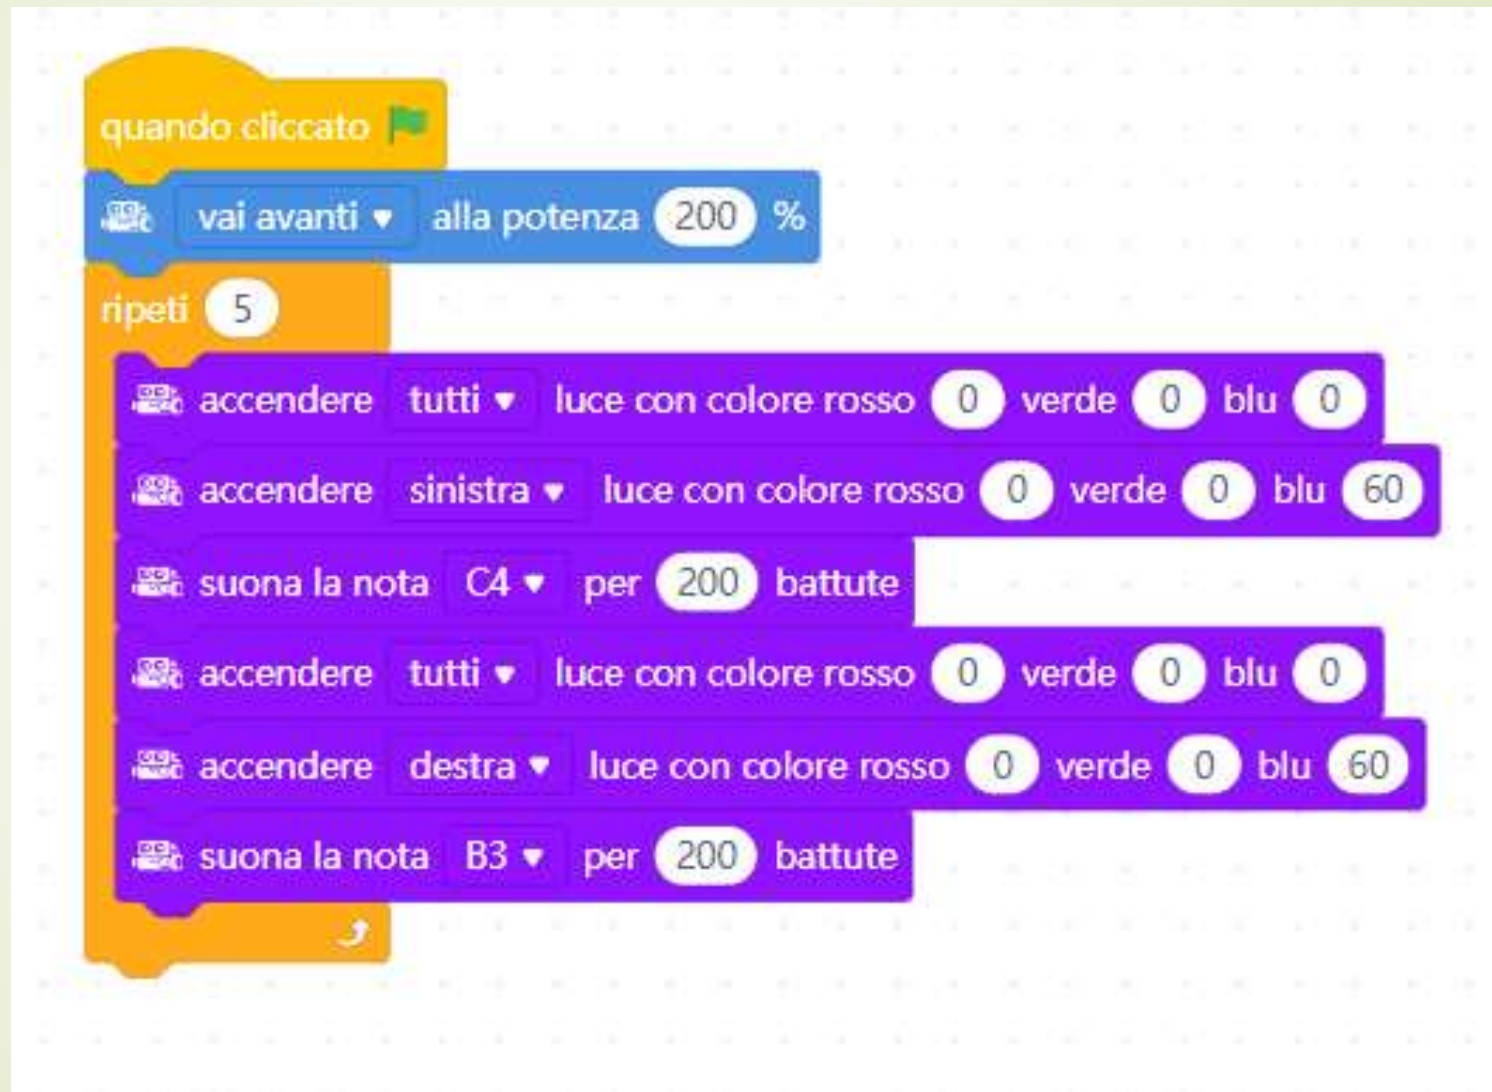 quando cliccato
vai avanti alla potenza 200 %
ripeti 5
accendere tutti luce con colore rosso 0 verde 0 blu 0
accendere sinistra luce con colore rosso 0 verde 0 blu 60
suona la nota C4 per 200 battute
accendere tutti luce con colore rosso 0 verde 0 blu 0
accendere destra luce con colore rosso 0 verde 0 blu 60
suona la nota B3 per 200 battute